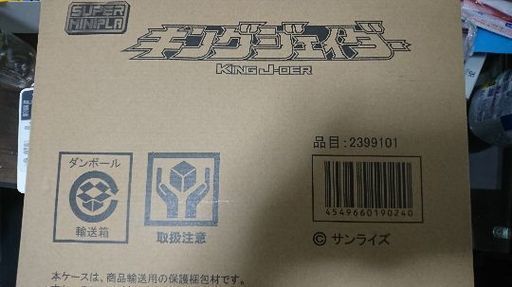 SUPER MINIPLA
キングジェイダー
KING J-DER
品目:2399101
ダンボール
輸送箱
取扱注意
4549660190240
© サンライズ
本ケースは、商品輸送用の保護梱包材です。